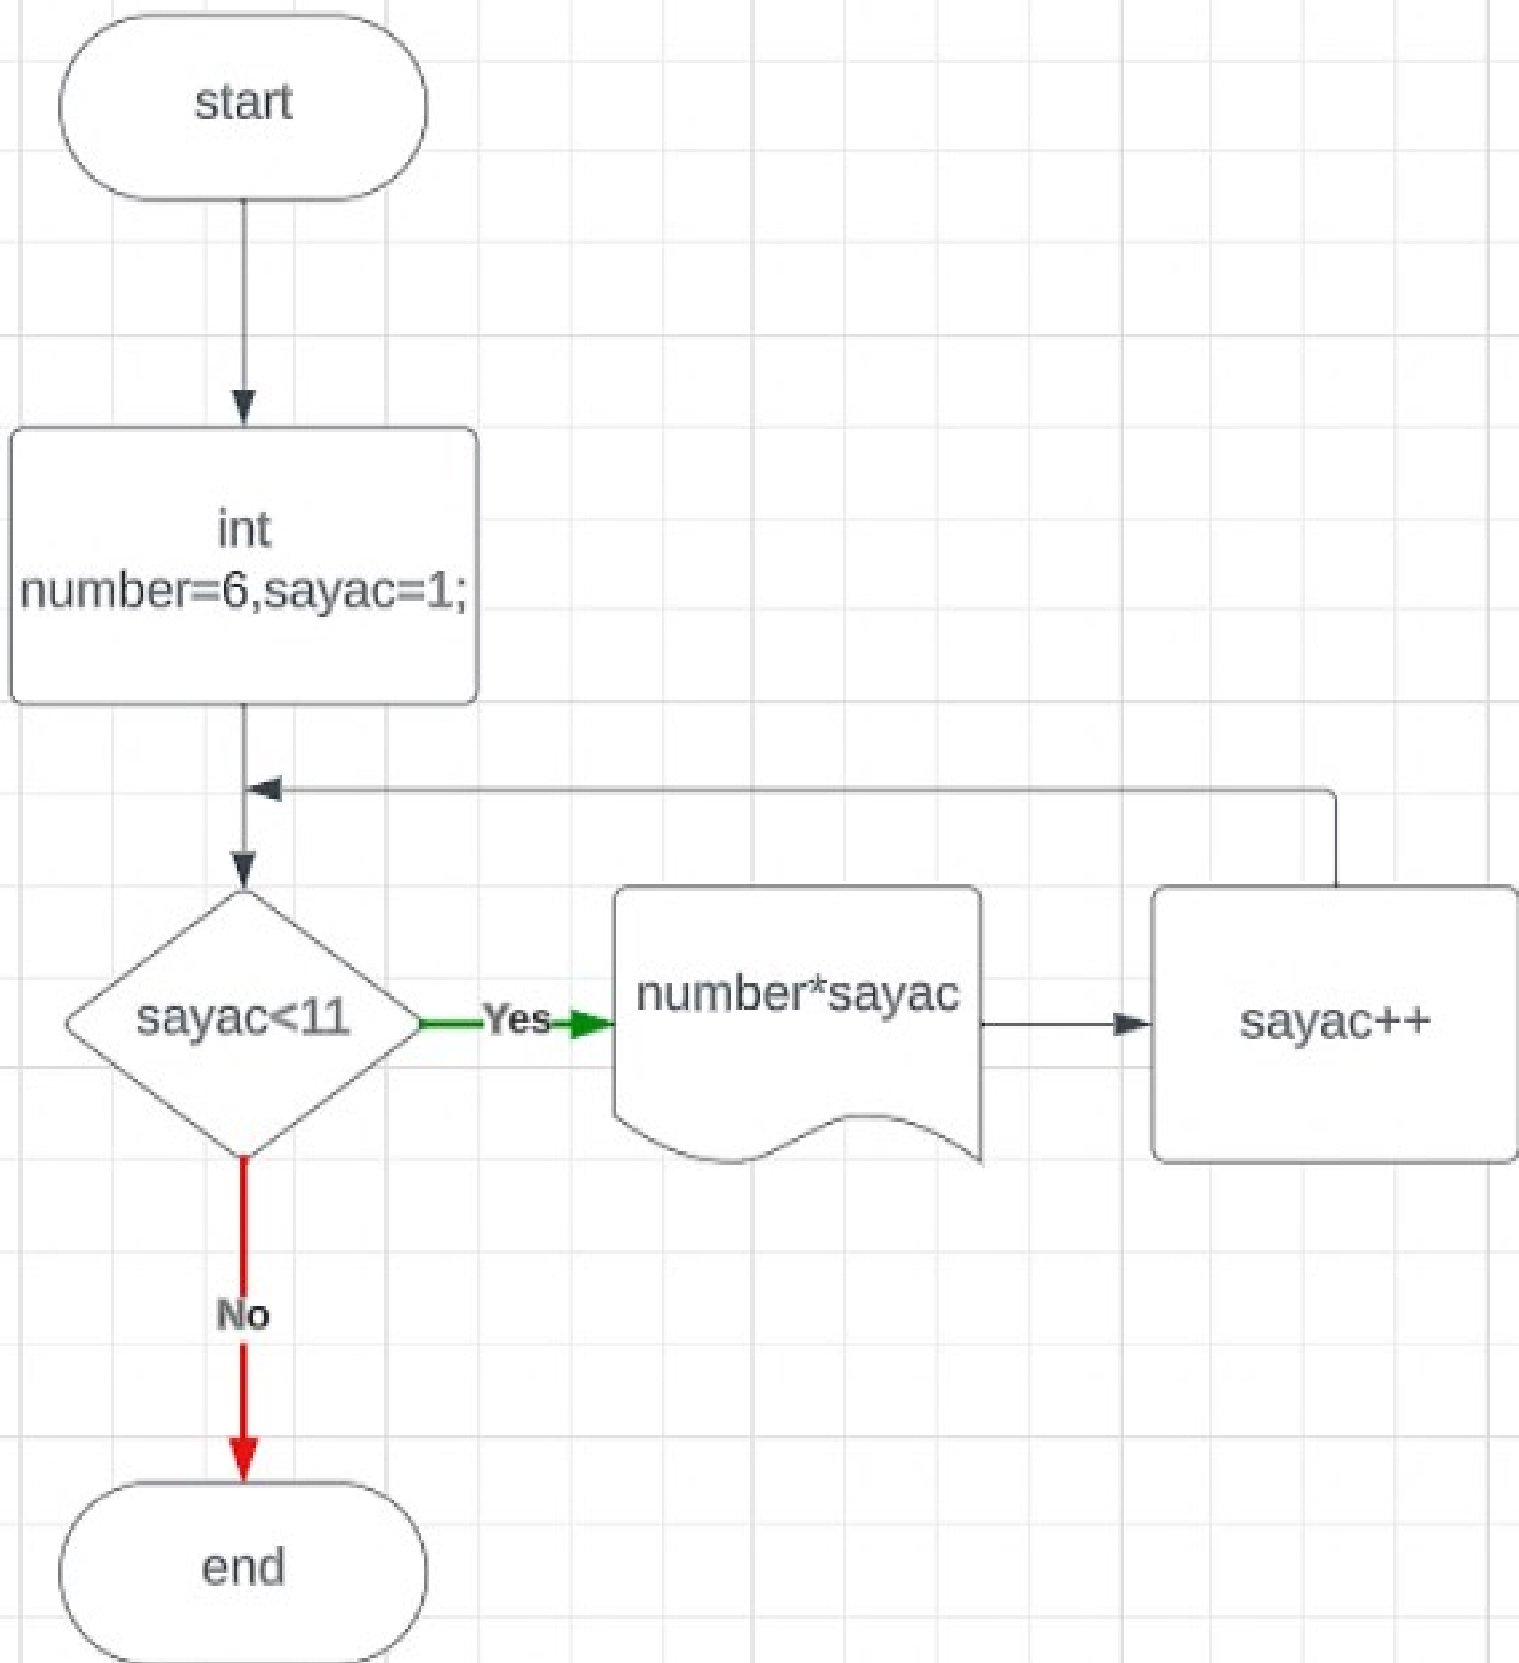 start
int
number=6,sayac=1;
sayac<11
Yes
number*sayac
sayac++
No
end